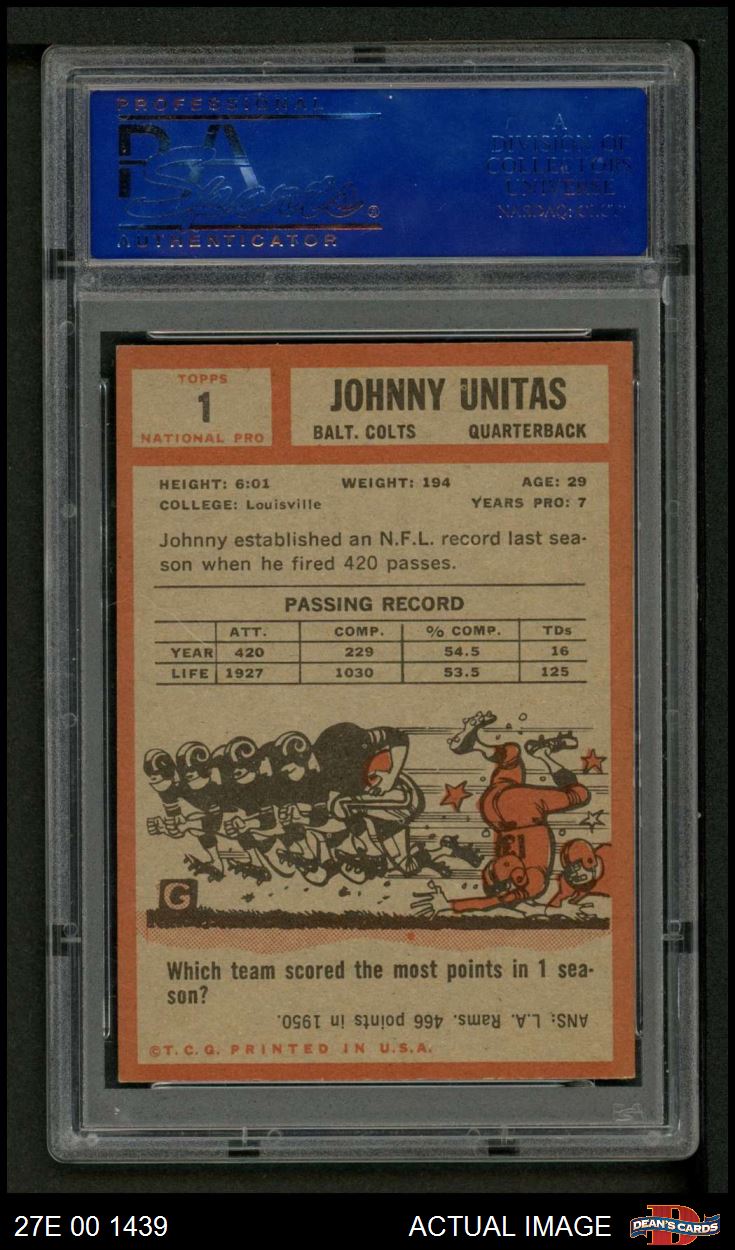 PROFESSIONAL
PSA
Sports ®
AUTHENTICATOR
A
DIVISION OF
COLLECTORS
UNIVERSE
NASDAQ:
TOPPS
1
NATIONAL PRO
JOHNNY UNITAS
BALT. COLTS QUARTERBACK
HEIGHT: 6:01 WEIGHT: 194 AGE: 29
COLLEGE: Louisville YEARS PRO: 7
Johnny established an N.F.L. record last sea-
son when he fired 420 passes.
PASSING RECORD
ATT. COMP. % COMP. TDs
YEAR 420 229 54.5 16
LIFE 1927 1030 53.5 125
13
G
Which team scored the most points in 1 sea-
son?
ANS: L.A. Rams. 466 points in 1950.
©T.C.G. PRINTED IN U.S.A.
27E 00 1439 ACTUAL IMAGE DEAN'S CARDS